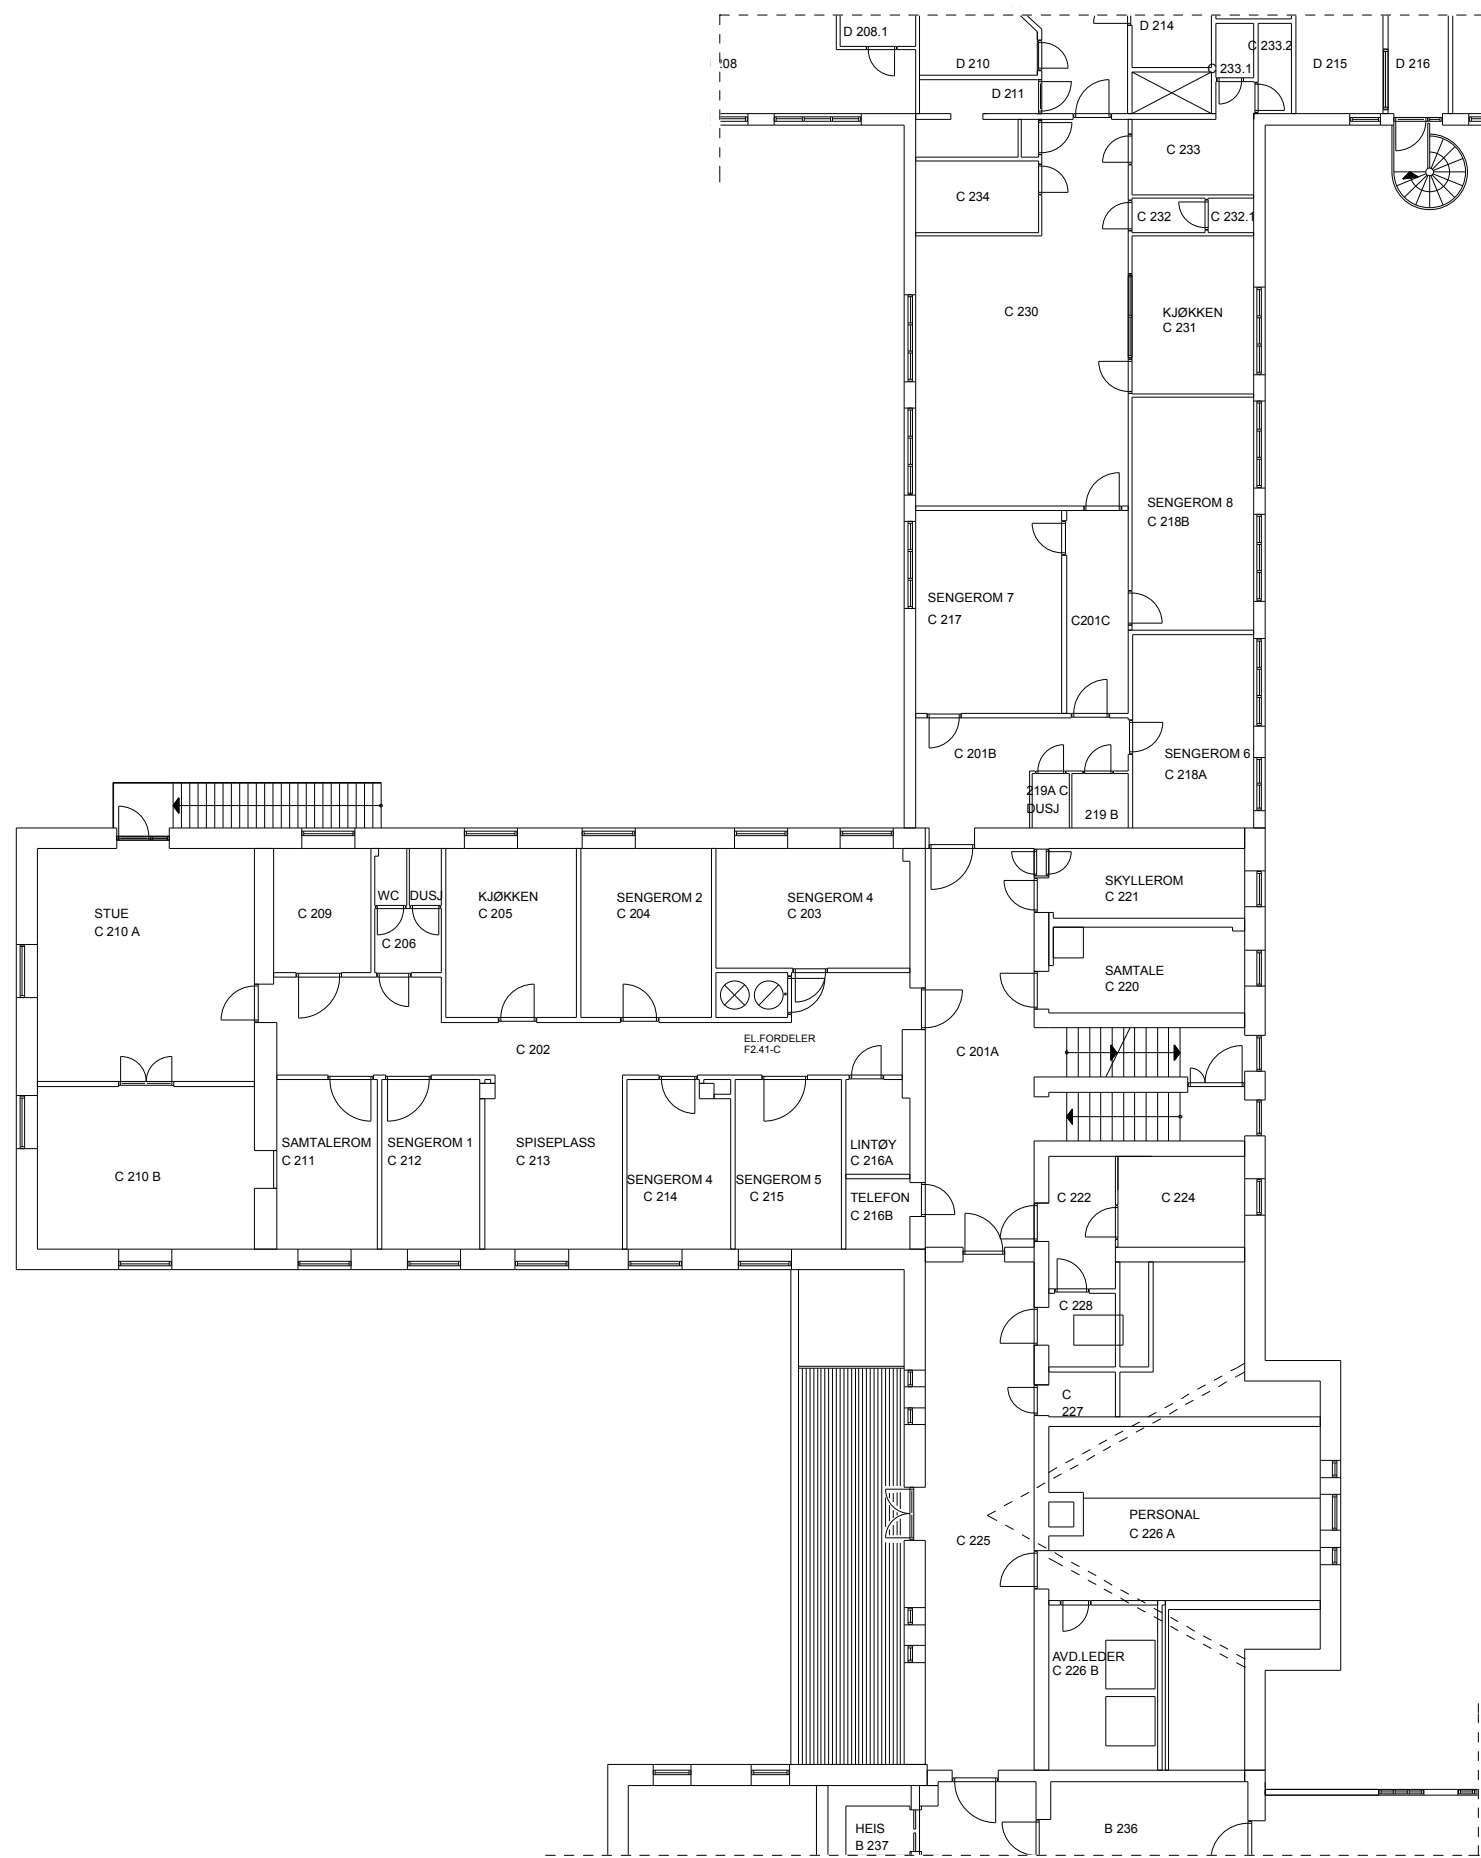 D 208.1
D 214
C 233.2
:08
D 210
C 233.1
D 215
D 216
D 211
C 233
C 234
C 232
C 232.1
C 230
KJØKKEN
C 231
SENGEROM 8
C 218B
SENGEROM 7
C 217
C201C
C 201B
SENGEROM 6
C 218A
219A C
DUSJ
219 B
STUE
C 210 A
C 209
WC
DUSJ
C 206
KJØKKEN
C 205
SENGEROM 2
C 204
SENGEROM 4
C 203
SKYLLEROM
C 221
SAMTALE
C 220
EL.FORDELER
F2.41-C
C 202
C 201A
C 210 B
SAMTALEROM
C 211
SENGEROM 1
C 212
SPISEPLASS
C 213
SENGEROM 4
C 214
SENGEROM 5
C 215
LINTØY
C 216A
TELEFON
C 216B
C 222
C 224
C 228
C
227
PERSONAL
C 226 A
C 225
AVD.LEDER
C 226 B
HEIS
B 237
B 236